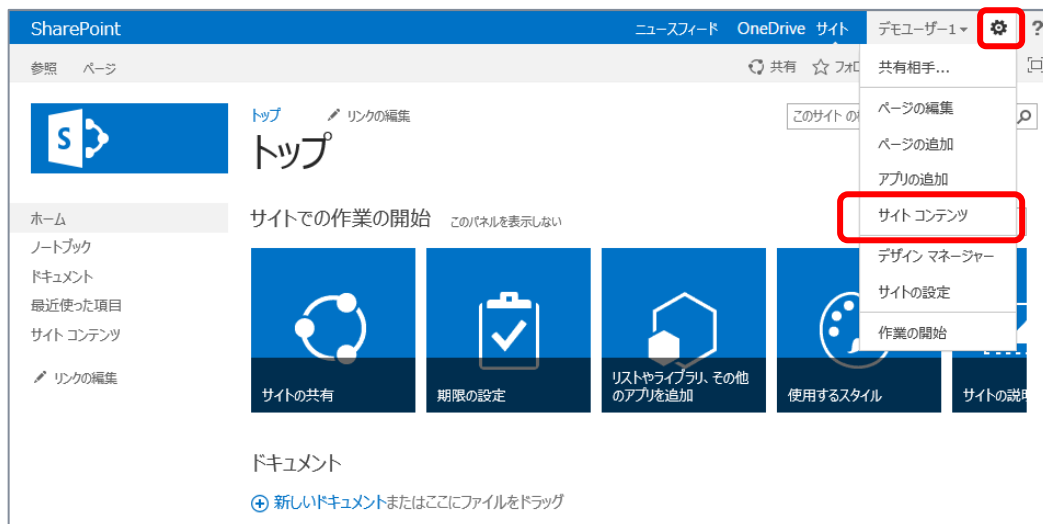 SharePoint
ニュースフィード OneDrive サイト デモユーザー1 ?
参照 ページ
共有 フォロ
共有相手...
ページの編集
ページの追加
アプリの追加
サイト コンテンツ
デザイン マネージャー
サイトの設定
作業の開始
S
トップ リンクの編集
トップ
このサイト の
ホーム
ノートブック
ドキュメント
最近使った項目
サイト コンテンツ
リンクの編集
サイトでの作業の開始 このパネルを表示しない
サイトの共有
期限の設定
リストやライブラリ、その他
のアプリを追加
使用するスタイル
サイトの説明
ドキュメント
新しいドキュメントまたはここにファイルをドラッグ